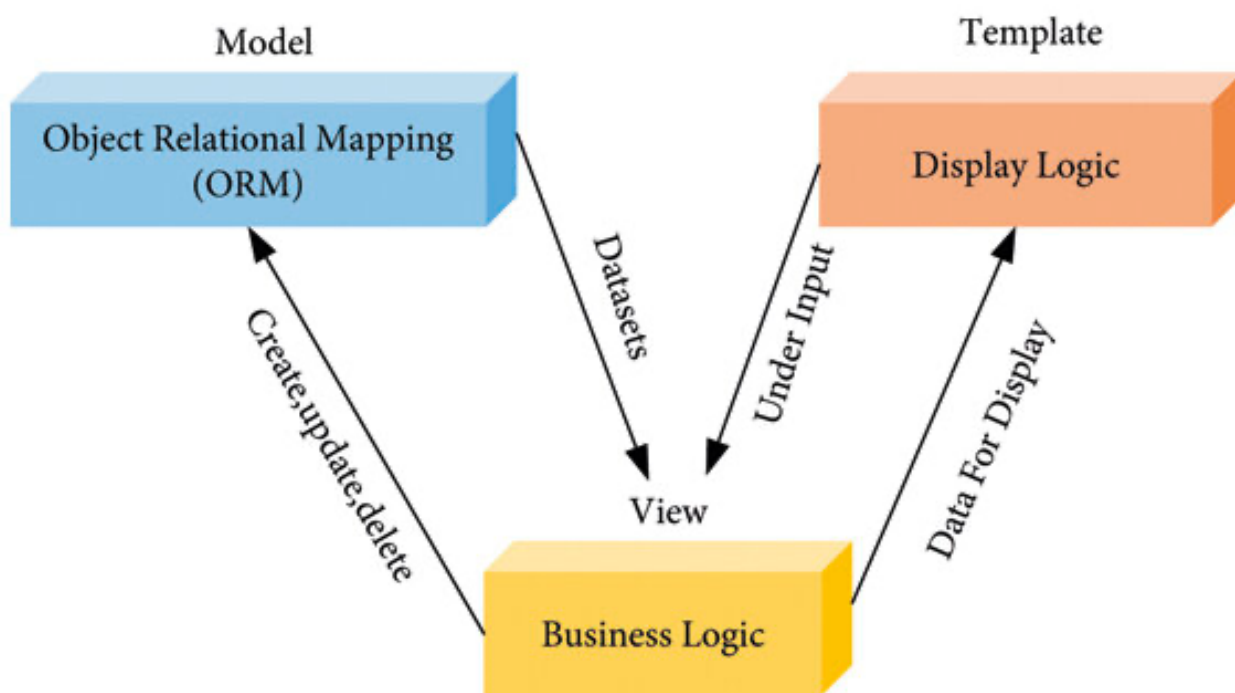 Model
Template
Object Relational Mapping
(ORM)
Display Logic
Datasets
Under Input
Create,update,delete
Data For Display
View
Business Logic